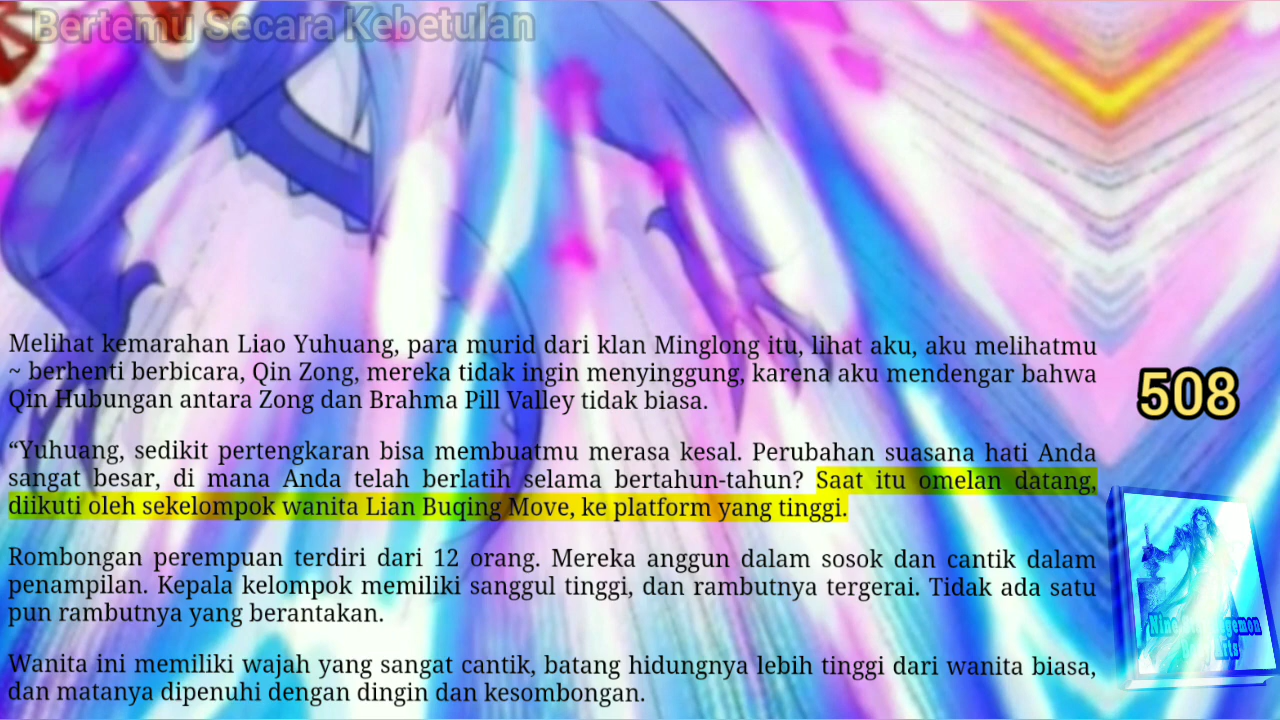 Bertemu Secara Kebetulan
Melihat kemarahan Liao Yuhuang, para murid dari klan Minglong itu, lihat aku, aku melihatmu
~ berhenti berbicara, Qin Zong, mereka tidak ingin menyinggung, karena aku mendengar bahwa
Qin Hubungan antara Zong dan Brahma Pill Valley tidak biasa.
508
“Yuhuang, sedikit pertengkaran bisa membuatmu merasa kesal. Perubahan suasana hati Anda
sangat besar, di mana Anda telah berlatih selama bertahun-tahun? Saat itu omelan datang,
diikuti oleh sekelompok wanita Lian Buqing Move, ke platform yang tinggi.
Rombongan perempuan terdiri dari 12 orang. Mereka anggun dalam sosok dan cantik dalam
penampilan. Kepala kelompok memiliki sanggul tinggi, dan rambutnya tergerai. Tidak ada satu
pun rambutnya yang berantakan.
Wanita ini memiliki wajah yang sangat cantik, batang hidungnya lebih tinggi dari wanita biasa,
dan matanya dipenuhi dengan dingin dan kesombongan.